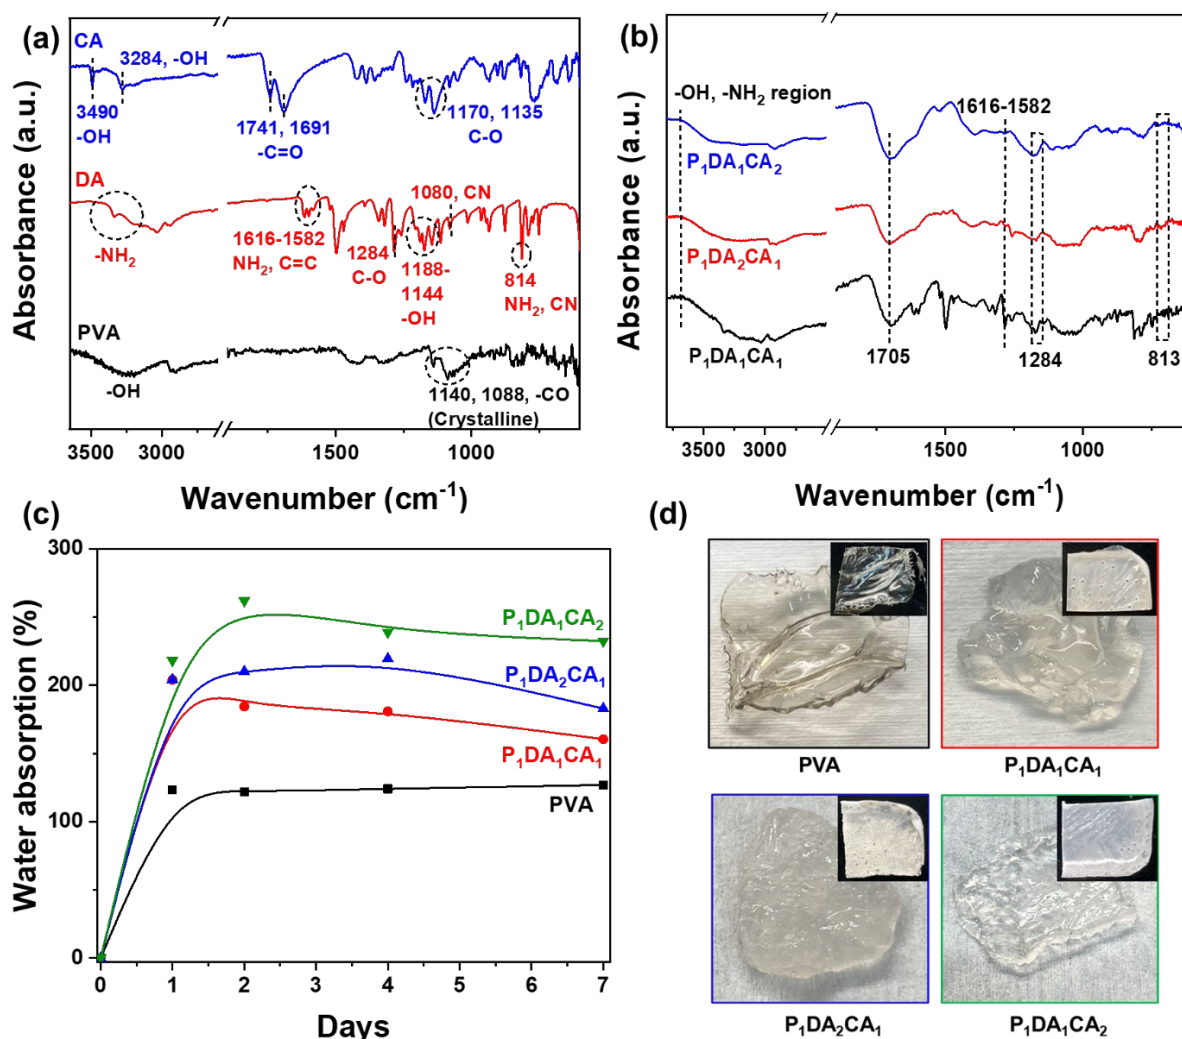 (a)
CA
3284, -OH
3490
-OH
1741, 1691
-C=O
1170, 1135
C-O
DA
-NH₂
1616-1582
NH₂, C=C
1284
C-O
1080, CN
1188-
1144
-OH
814
NH₂, CN
PVA
-OH
1140, 1088, -CO
(Crystalline)
3500 3000 1500 1000
Wavenumber (cm⁻¹)
Absorbance (a.u.)
(b)
-OH, -NH₂ region
1616-1582
P₁DA₁CA₂
P₁DA₂CA₁
P₁DA₁CA₁
1705
1284
813
3500 3000 1500 1000
Wavenumber (cm⁻¹)
Absorbance (a.u.)
(c)
300
200
100
0
P₁DA₁CA₂
P₁DA₂CA₁
P₁DA₁CA₁
PVA
0 1 2 3 4 5 6 7
Days
Water absorption (%)
(d)
PVA
P₁DA₁CA₁
P₁DA₂CA₁
P₁DA₁CA₂